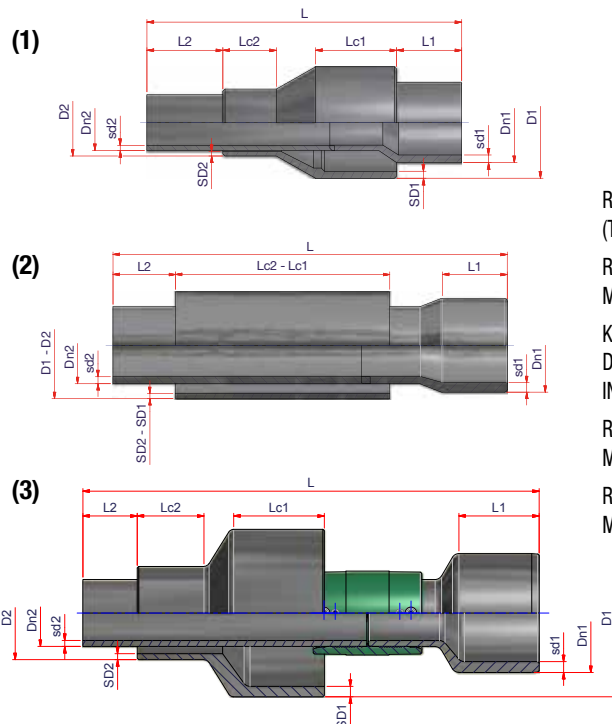 (1)
L
L2
Lc2
Lc1
L1
D2
Dn2
sd2
SD2
SD1
sd1
Dn1
D1
(2)
L
L2
Lc2 - Lc1
L1
D1 - D2
Dn2
sd2
SD2 - SD1
sd1
Dn1
(3)
L
L2
Lc2
Lc1
L1
D2
Dn2
sd2
SD2
SD1
sd1
Dn1
D1
R
(T
R
M
K
D
IN
R
M
R
M